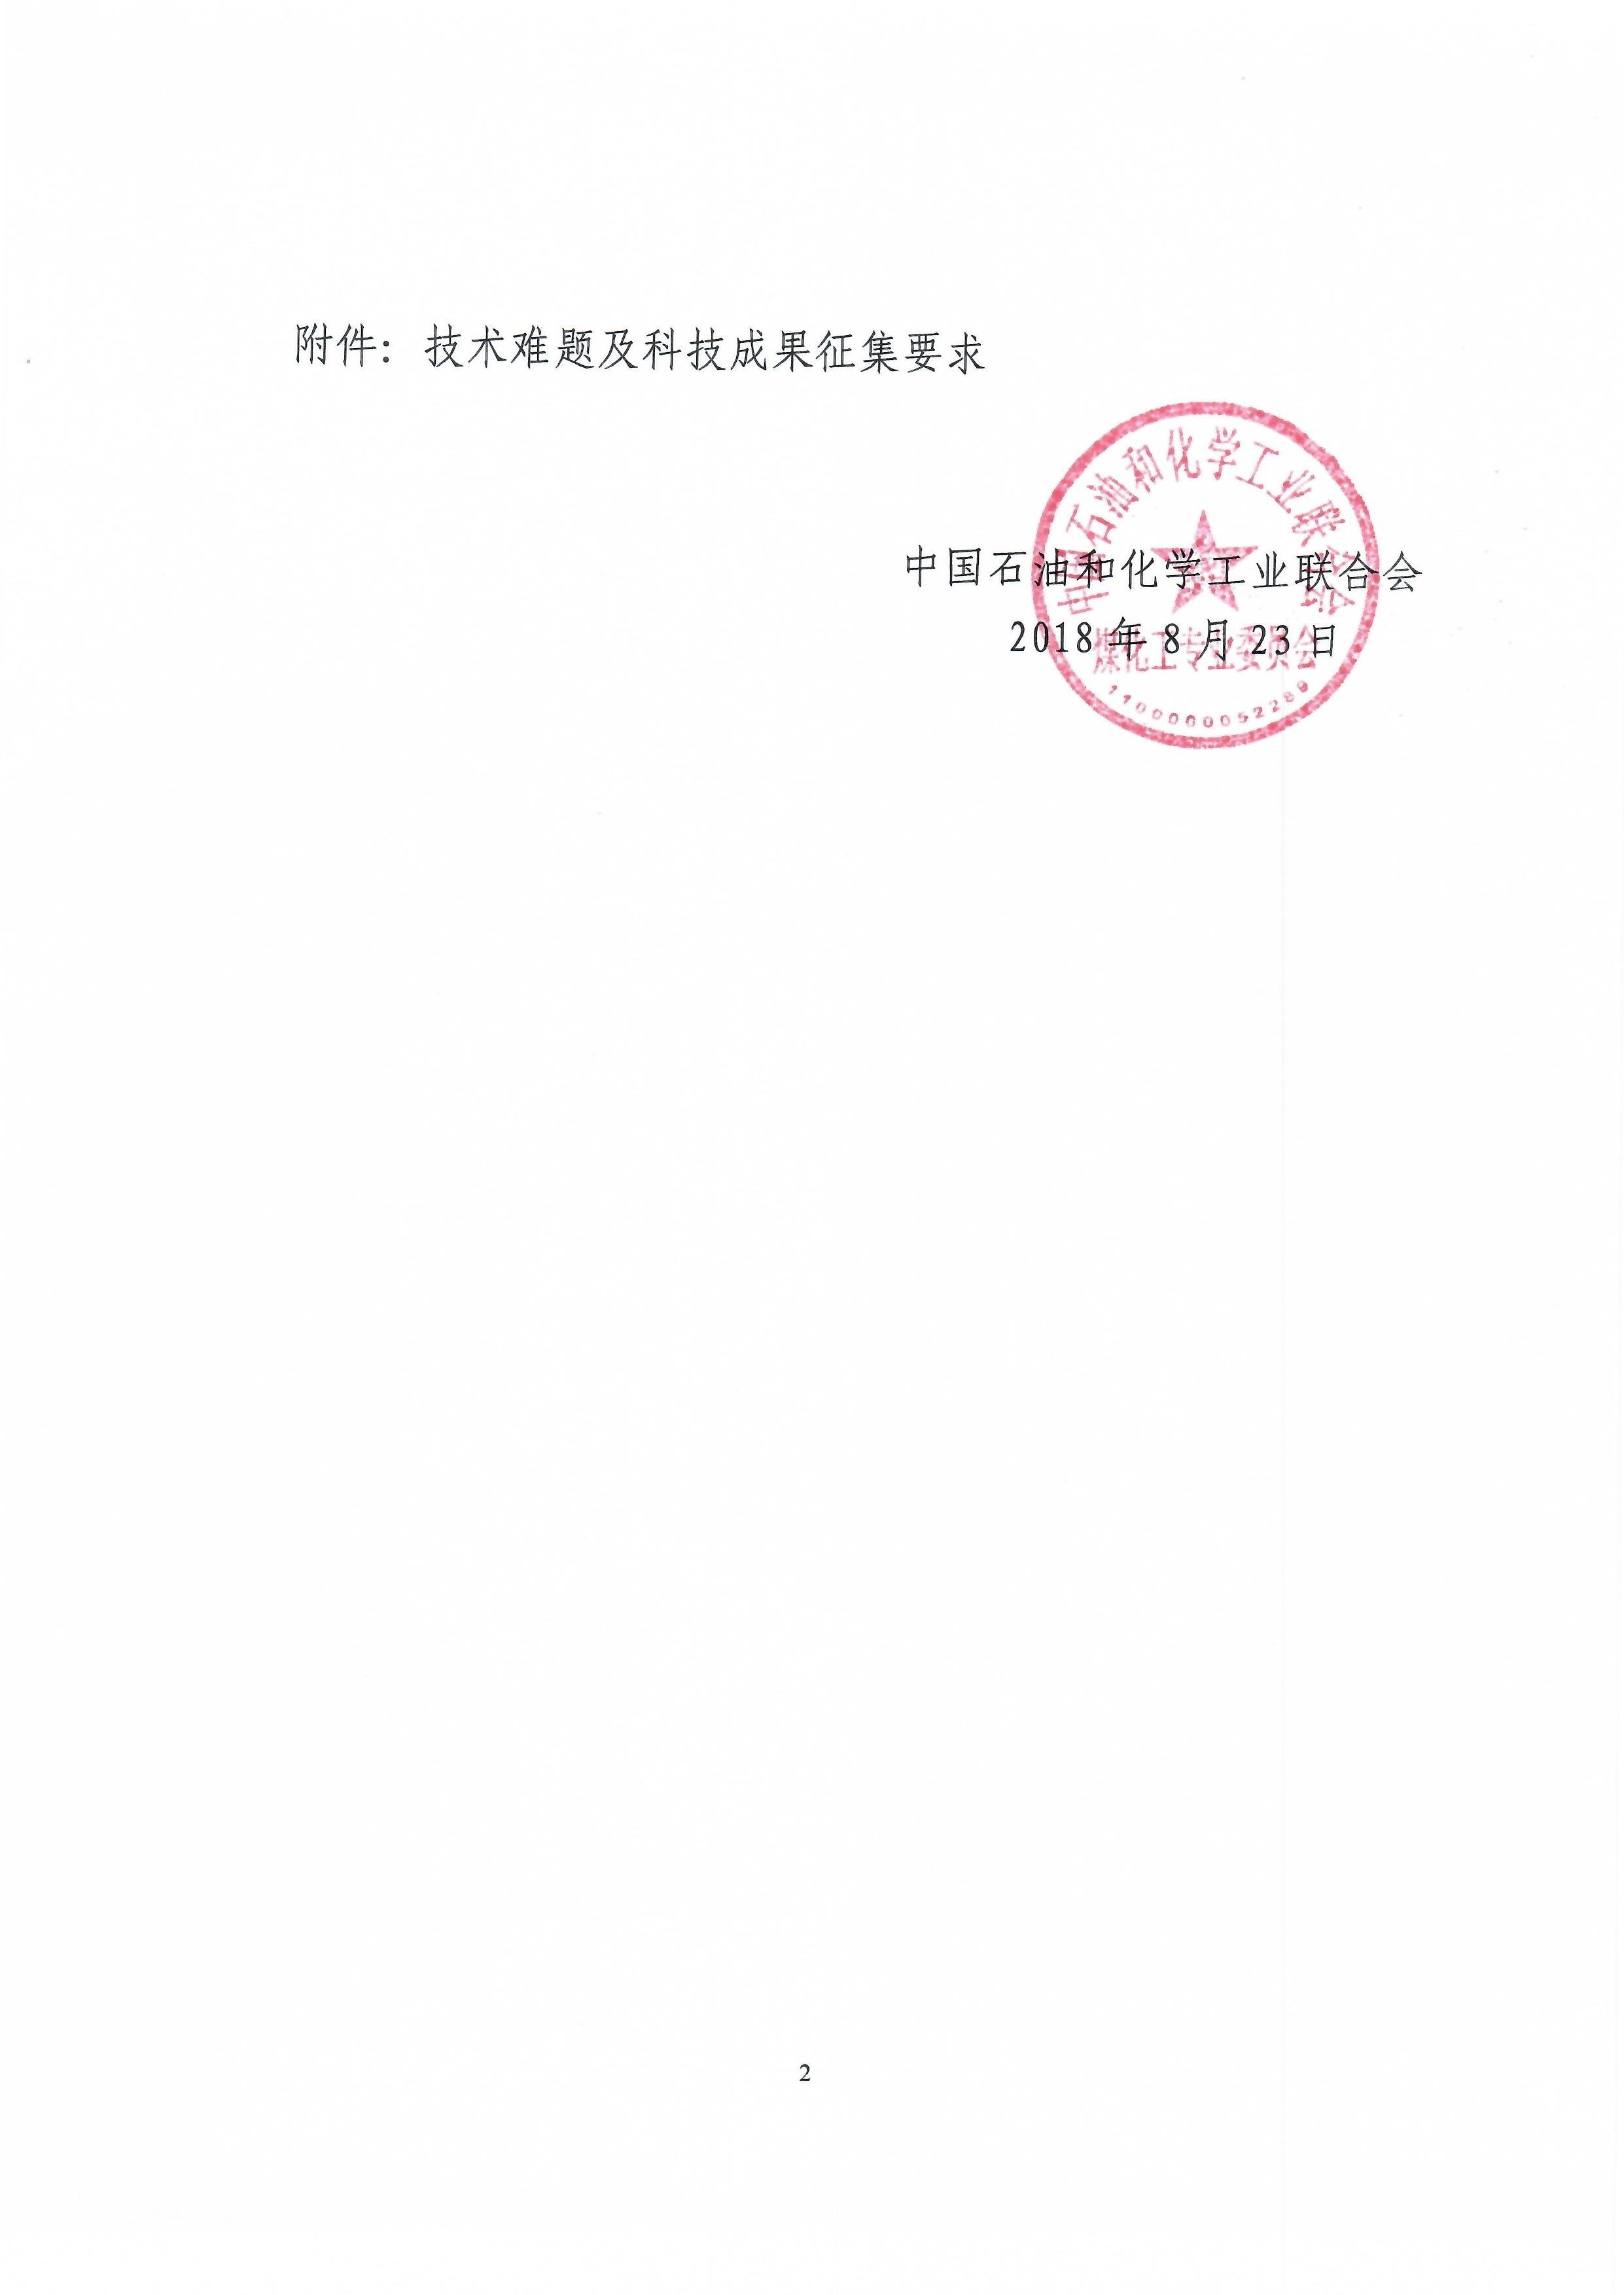 附件：技术难题及科技成果征集要求
中国石油和化学工业联合会
2018年8月23日
中国石油和化学工业联合会
煤化工专业委员会
1100000052289
2